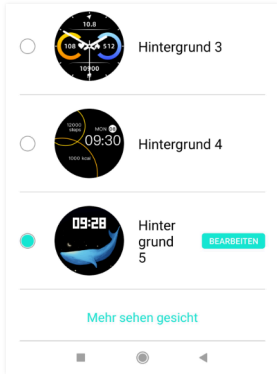 10.8
108
512
10900
Hintergrund 3
12000
steps
MON
09:30
1000 kcal
Hintergrund 4
09:28
Hinter
grund
5
BEARBEITEN
Mehr sehen gesicht